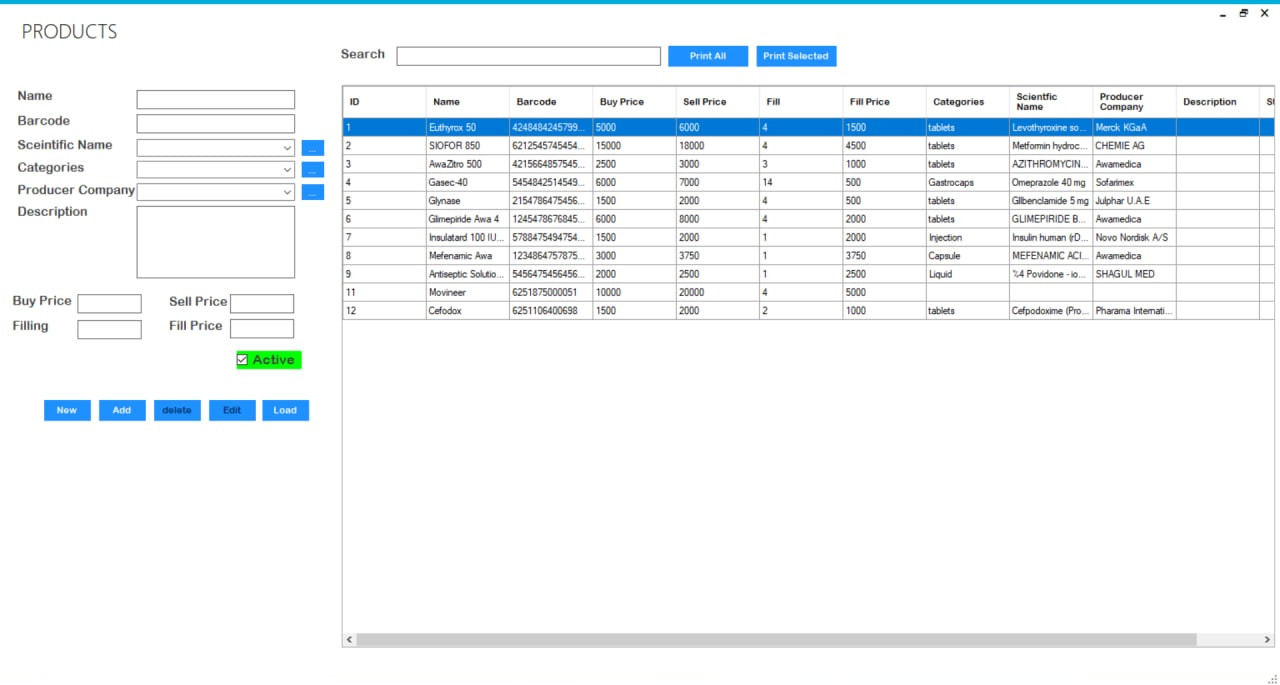 PRODUCTS
Search Print All Print Selected
Name
Barcode
Sceintific Name ...
Categories ...
Producer Company ...
Description
Buy Price Sell Price
Filling Fill Price
Active
New Add delete Edit Load
ID Name Barcode Buy Price Sell Price Fill Fill Price Categories Scientfic Name Producer Company Description
1 Euthyrox 50 4248484245799... 5000 6000 4 1500 tablets Levothyroxine so... Merck KGaA
2 SIOFOR 850 6212545745454... 15000 18000 4 4500 tablets Metformin hydroc... CHEMIE AG
3 AwaZitro 500 4215664857545... 2500 3000 3 1000 tablets AZITHROMYCIN... Awamedica
4 Gasec-40 5454842514549... 6000 7000 14 500 Gastrocaps Omeprazole 40 mg Sofarimex
5 Glynase 2154786475456... 1500 2000 4 500 tablets Glibenclamide 5 mg Julphar U.A.E
6 Glimepiride Awa 4 1245478676845... 6000 8000 4 2000 tablets GLIMEPIRIDE B... Awamedica
7 Insulatard 100 IU... 5788475494754... 1500 2000 1 2000 Injection Insulin human (rD... Novo Nordisk A/S
8 Mefenamic Awa 1234864757875... 3000 3750 1 3750 Capsule MEFENAMIC ACI... Awamedica
9 Antiseptic Solutio... 5456475456456... 2000 2500 1 2500 Liquid %4 Povidone - io... SHAGUL MED
11 Movineer 6251875000051 10000 20000 4 5000
12 Cefodox 6251106400698 1500 2000 2 1000 tablets Cefpodoxime (Pro... Pharama Internati...